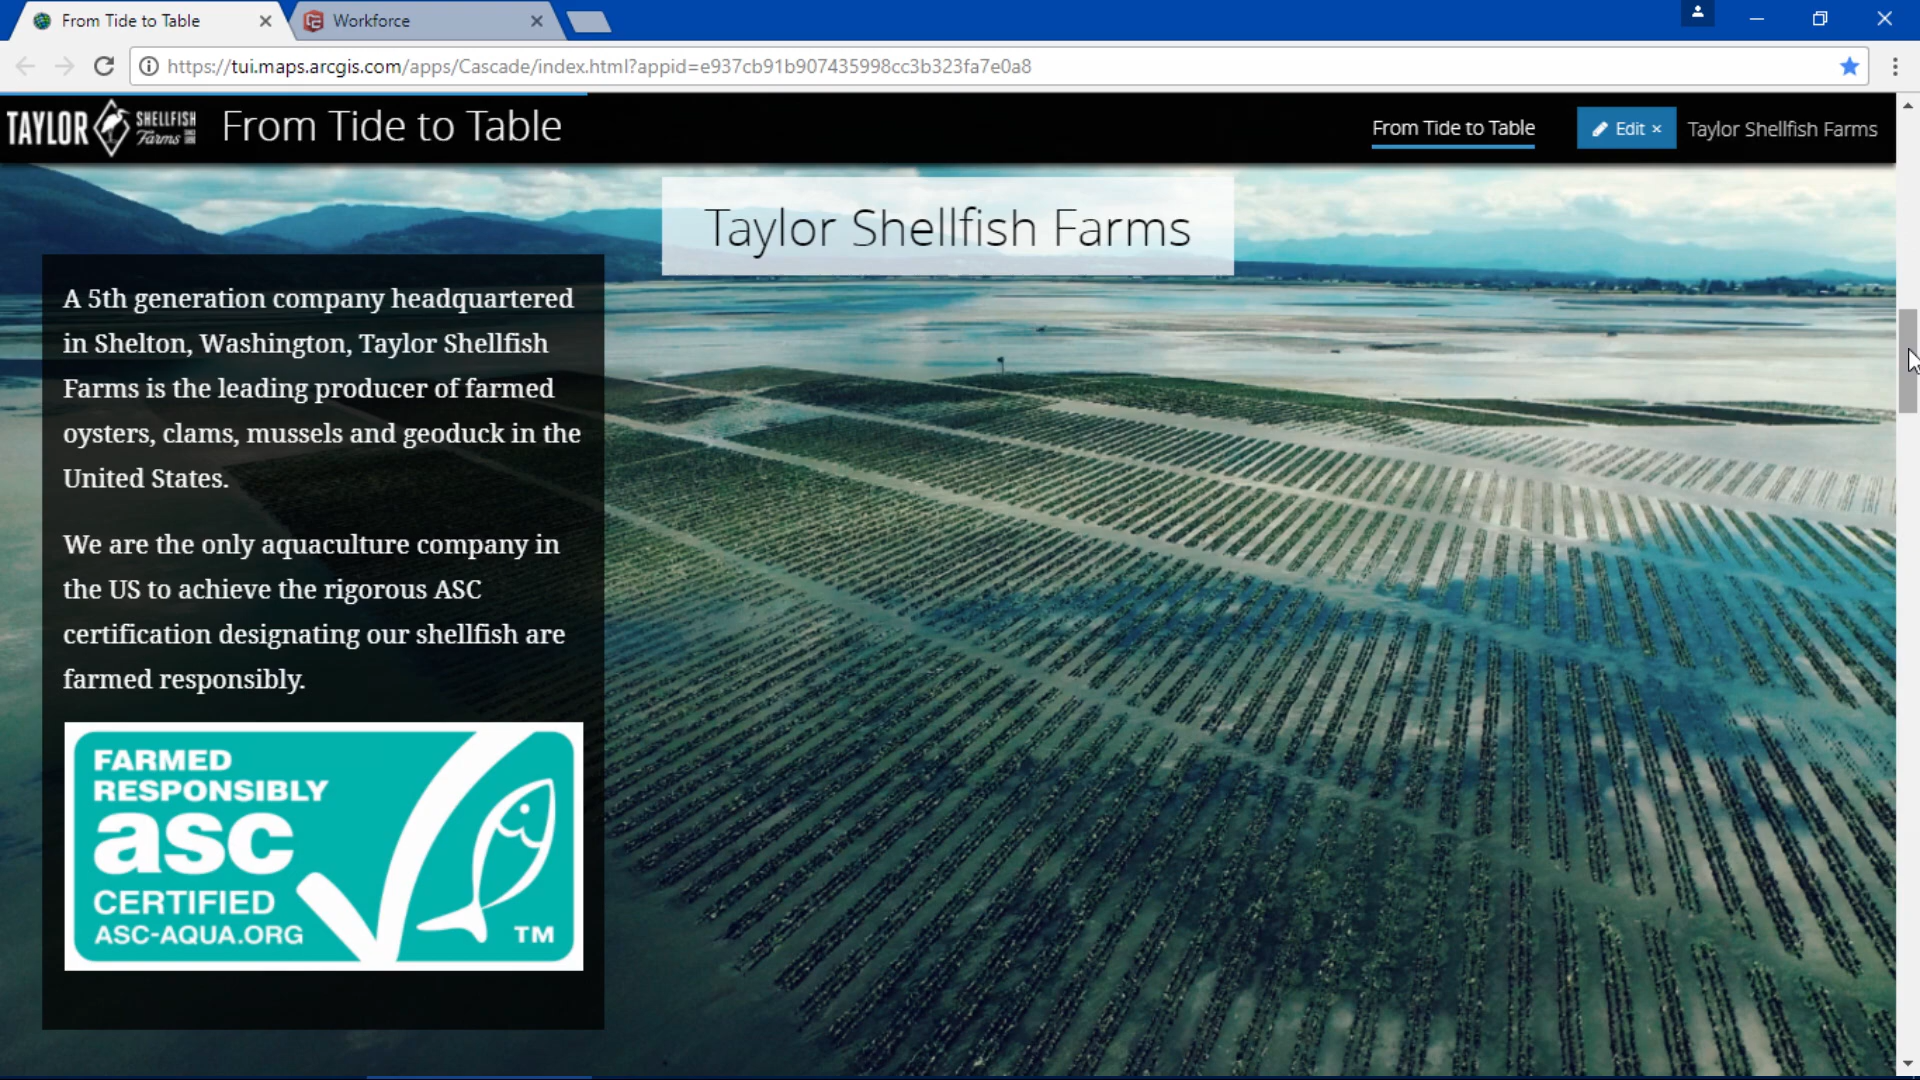 From Tide to Table
Workforce
https://tui.maps.arcgis.com/apps/Cascade/index.html?appid=e937cb91b907435998cc3b323fa7e0a8
TAYLOR SHELLFISH Farms
From Tide to Table
From Tide to Table
Edit ×
Taylor Shellfish Farms
Taylor Shellfish Farms
A 5th generation company headquartered
in Shelton, Washington, Taylor Shellfish
Farms is the leading producer of farmed
oysters, clams, mussels and geoduck in the
United States.
We are the only aquaculture company in
the US to achieve the rigorous ASC
certification designating our shellfish are
farmed responsibly.
FARMED
RESPONSIBLY
asc
CERTIFIED
ASC-AQUA.ORG
TM